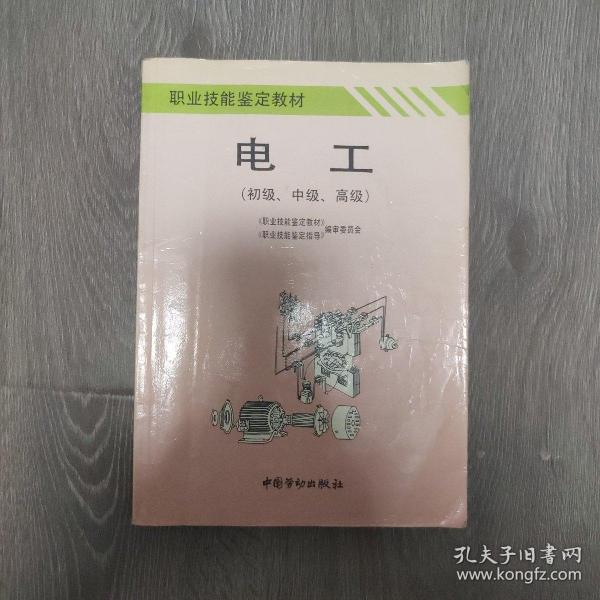 职业技能鉴定教材
电 工
（初级、中级、高级）
《职业技能鉴定教材》
《职业技能鉴定指导》
编审委员会
中国劳动出版社
孔夫子旧书网
www.kongfz.com